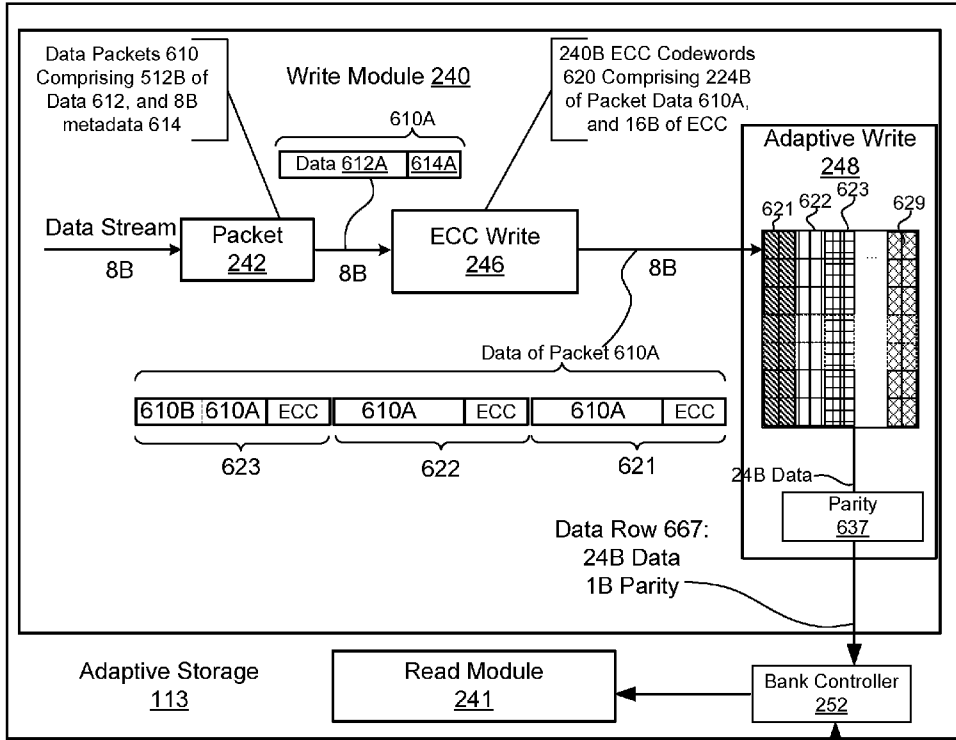 Data Packets 610
Comprising 512B of
Data 612, and 8B
metadata 614
Write Module 240
240B ECC Codewords
620 Comprising 224B
of Packet Data 610A,
and 16B of ECC
610A
Data 612A
614A
Adaptive Write
248
621
622
623
629
...
Data Stream
8B
Packet
242
8B
ECC Write
246
8B
Data of Packet 610A
610B
610A
ECC
610A
ECC
610A
ECC
623
622
621
24B Data
Parity
637
Data Row 667:
24B Data
1B Parity
Adaptive Storage
113
Read Module
241
Bank Controller
252